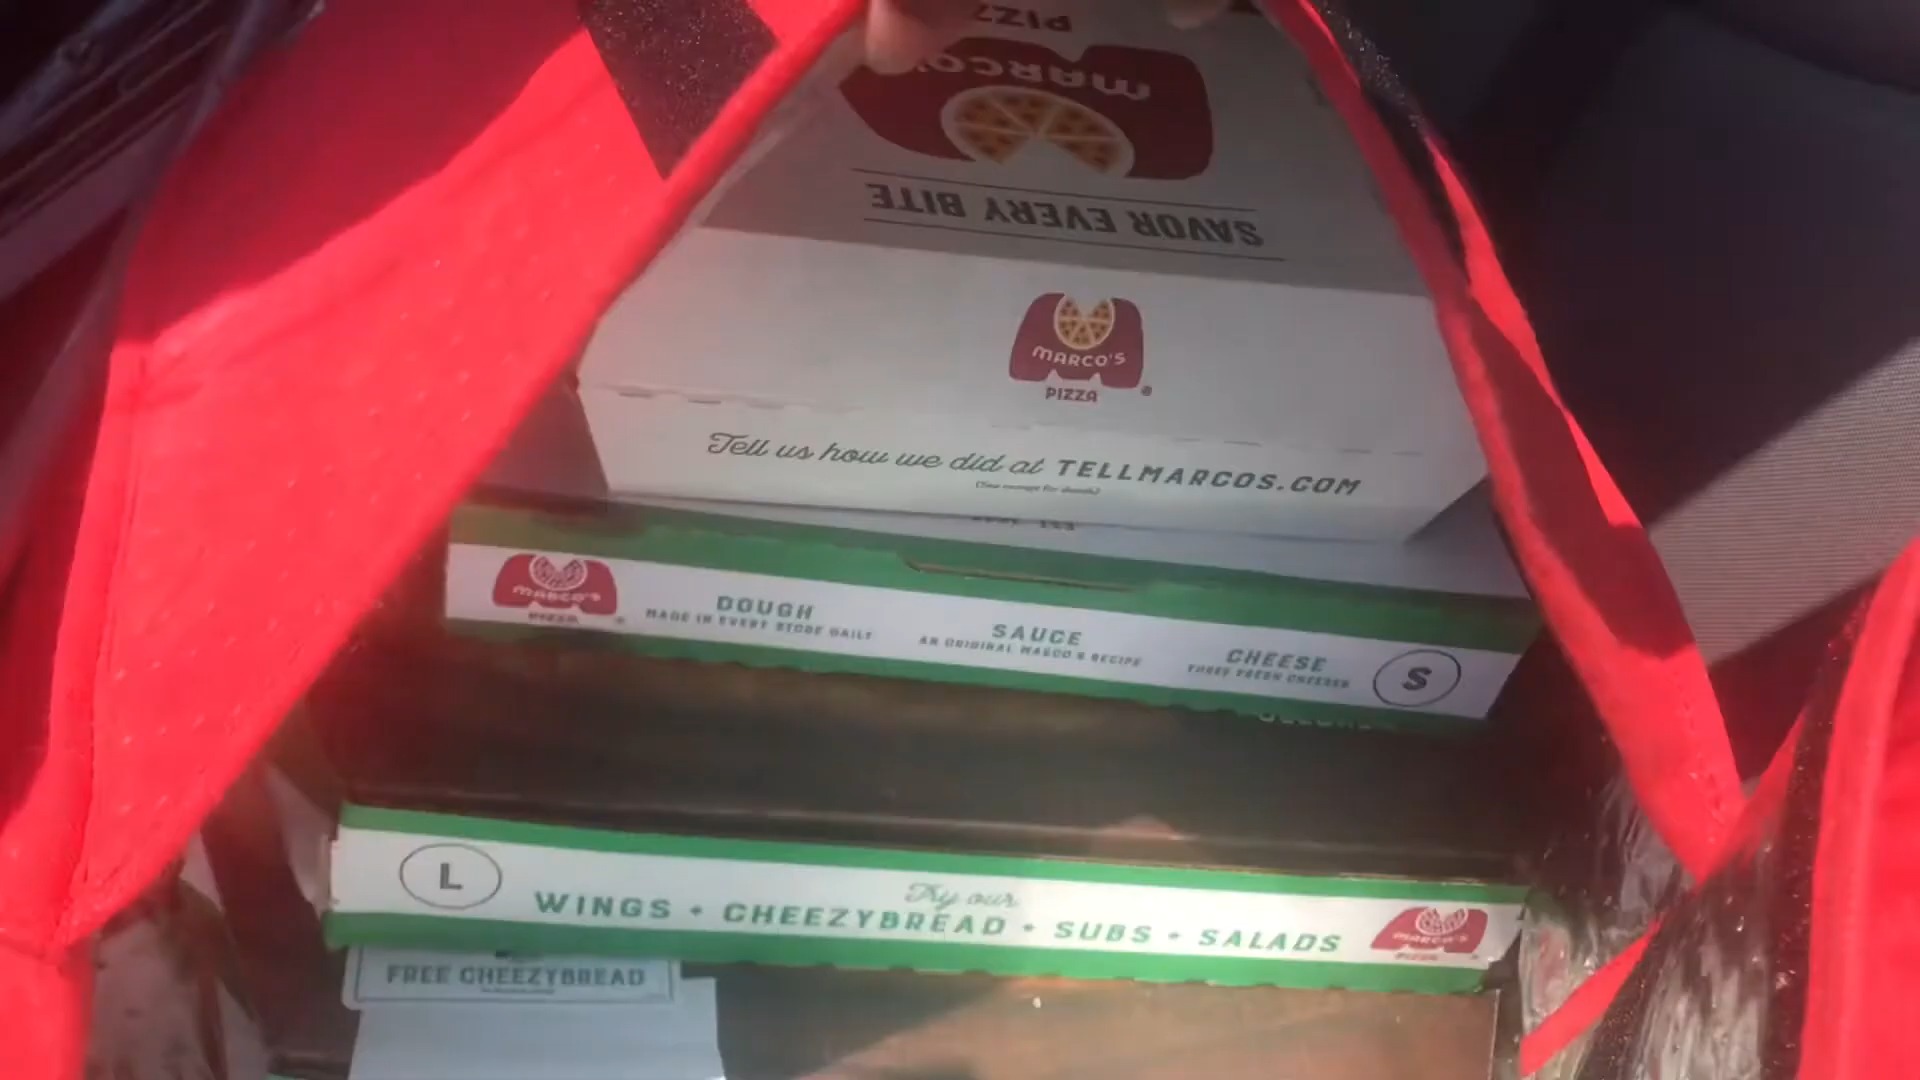 PIZZ
MARCO'S
SAVOR EVERY BITE
MARCO'S
PIZZA
Tell us how we did at TELLMARCOS.COM
MARCO'S
PIZZA
DOUGH
MADE IN EVERY STORE DAILY
SAUCE
AN ORIGINAL MARCO'S RECIPE
CHEESE
THREE FRESH CHEESES
S
L
Try our
WINGS • CHEEZYBREAD • SUBS • SALADS
MARCO'S
PIZZA
FREE CHEEZYBREAD